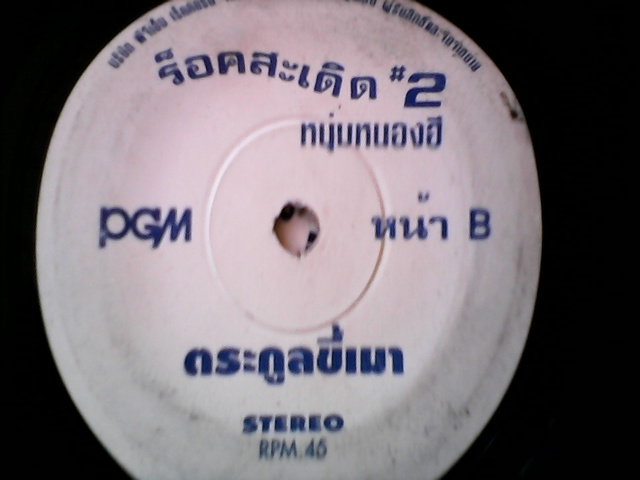 ร็อคสะเดิด #2
หนุ่มหนองฮี
PGM
หน้า B
ตระกูลขี้เมา
STEREO
RPM.45